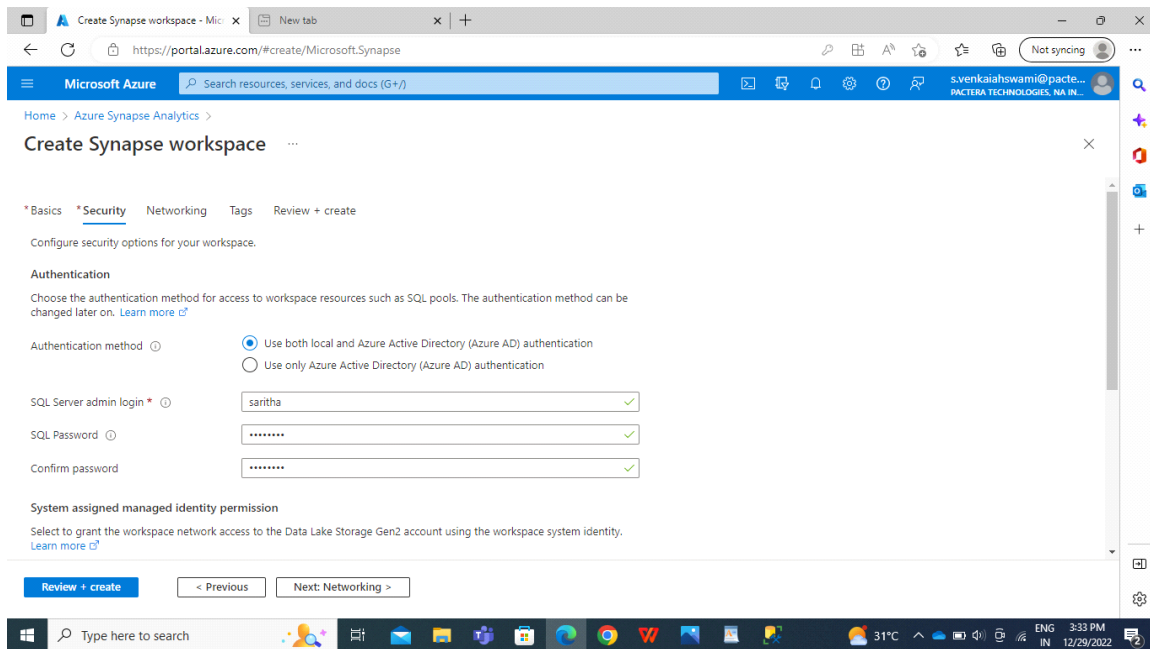 Create Synapse workspace - Mic
New tab
https://portal.azure.com/#create/Microsoft.Synapse
Not syncing
Microsoft Azure
Search resources, services, and docs (G+/)
s.venkaiahswami@pacte...
PACTERA TECHNOLOGIES, NA IN...
Home > Azure Synapse Analytics >
Create Synapse workspace ...
*Basics *Security Networking Tags Review + create
Configure security options for your workspace.
Authentication
Choose the authentication method for access to workspace resources such as SQL pools. The authentication method can be
changed later on. Learn more
Authentication method
Use both local and Azure Active Directory (Azure AD) authentication
Use only Azure Active Directory (Azure AD) authentication
SQL Server admin login * saritha
SQL Password ••••••••
Confirm password ••••••••
System assigned managed identity permission
Select to grant the workspace network access to the Data Lake Storage Gen2 account using the workspace system identity.
Learn more
Review + create < Previous Next: Networking >
Type here to search
31°C
ENG 3:33 PM
IN 12/29/2022
2